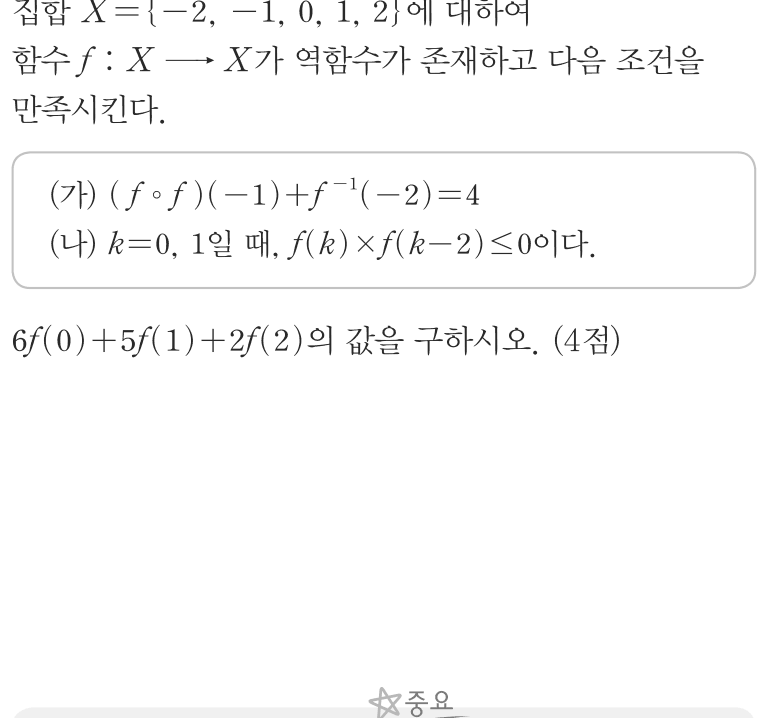 집합 X={-2, -1, 0, 1, 2}에 대하여
함수 f : X ⟶ X가 역함수가 존재하고 다음 조건을
만족시킨다.
(가) (f∘f)(-1)+f⁻¹(-2)=4
(나) k=0, 1일 때, f(k)×f(k-2)≤0이다.
6f(0)+5f(1)+2f(2)의 값을 구하시오. (4점)
중요